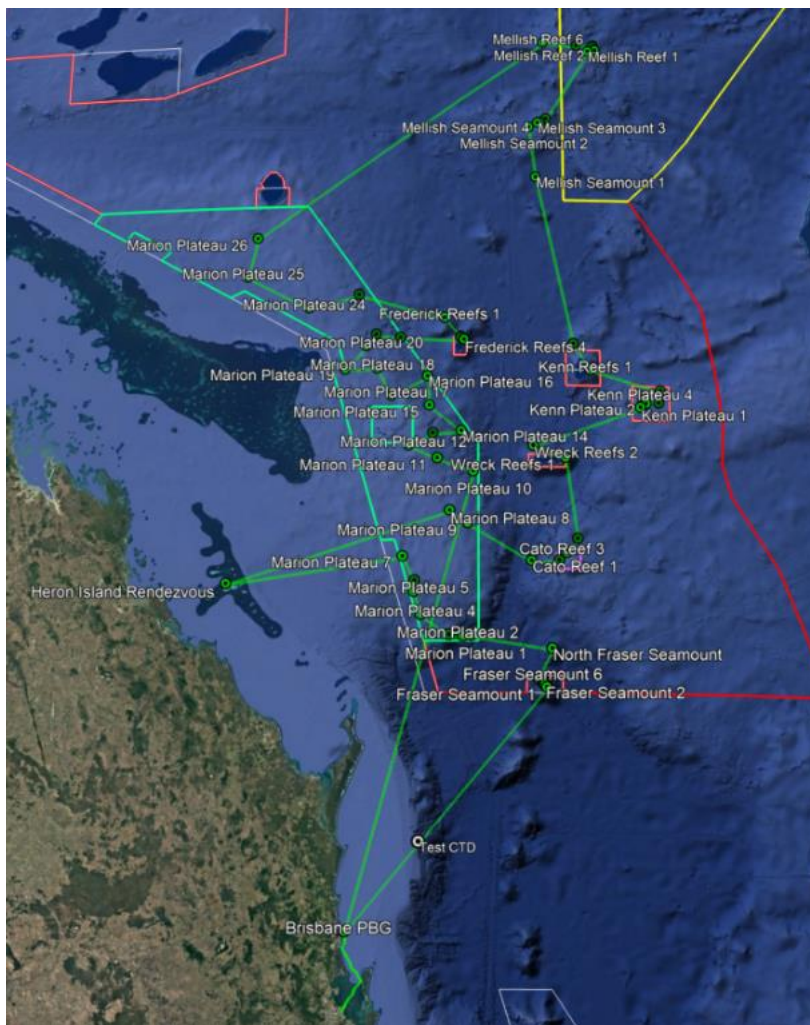 Mellish Reef 6
Mellish Reef 2
Mellish Reef 1
Mellish Seamount 4
Mellish Seamount 3
Mellish Seamount 2
Mellish Seamount 1
Marion Plateau 26
Marion Plateau 25
Marion Plateau 24
Frederick Reefs 1
Marion Plateau 20
Frederick Reefs 4
Marion Plateau 18
Kenn Reefs 1
Marion Plateau 19
Marion Plateau 16
Marion Plateau 17
Kenn Plateau 4
Marion Plateau 15
Kenn Plateau 2
Kenn Plateau 1
Marion Plateau 14
Marion Plateau 12
Wreck Reefs 2
Marion Plateau 11
Wreck Reefs 1
Marion Plateau 10
Marion Plateau 8
Marion Plateau 9
Cato Reef 3
Marion Plateau 7
Cato Reef 1
Marion Plateau 5
Heron Island Rendezvous
Marion Plateau 4
Marion Plateau 2
Marion Plateau 1
North Fraser Seamount
Fraser Seamount 6
Fraser Seamount 1
Fraser Seamount 2
Test CTD
Brisbane PBG